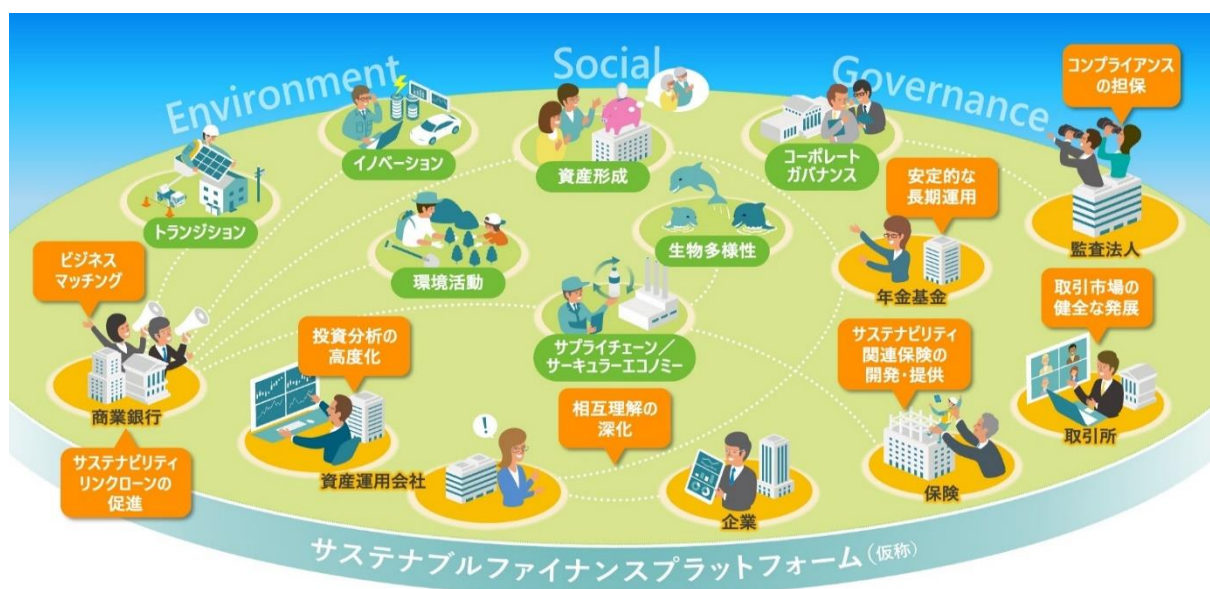 Environment
Social
Governance
コンプライアンス
の担保
イノベーション
資産形成
コーポレート
ガバナンス
安定的な
長期運用
トランジション
環境活動
生物多様性
監査法人
ビジネス
マッチング
年金基金
取引市場の
健全な発展
投資分析の
高度化
サプライチェーン／
サーキュラーエコノミー
サステナビリティ
関連保険の
開発・提供
商業銀行
相互理解の
深化
取引所
サステナビリティ
リンクローンの
促進
資産運用会社
!
企業
保険
サステナブルファイナンスプラットフォーム（仮称）